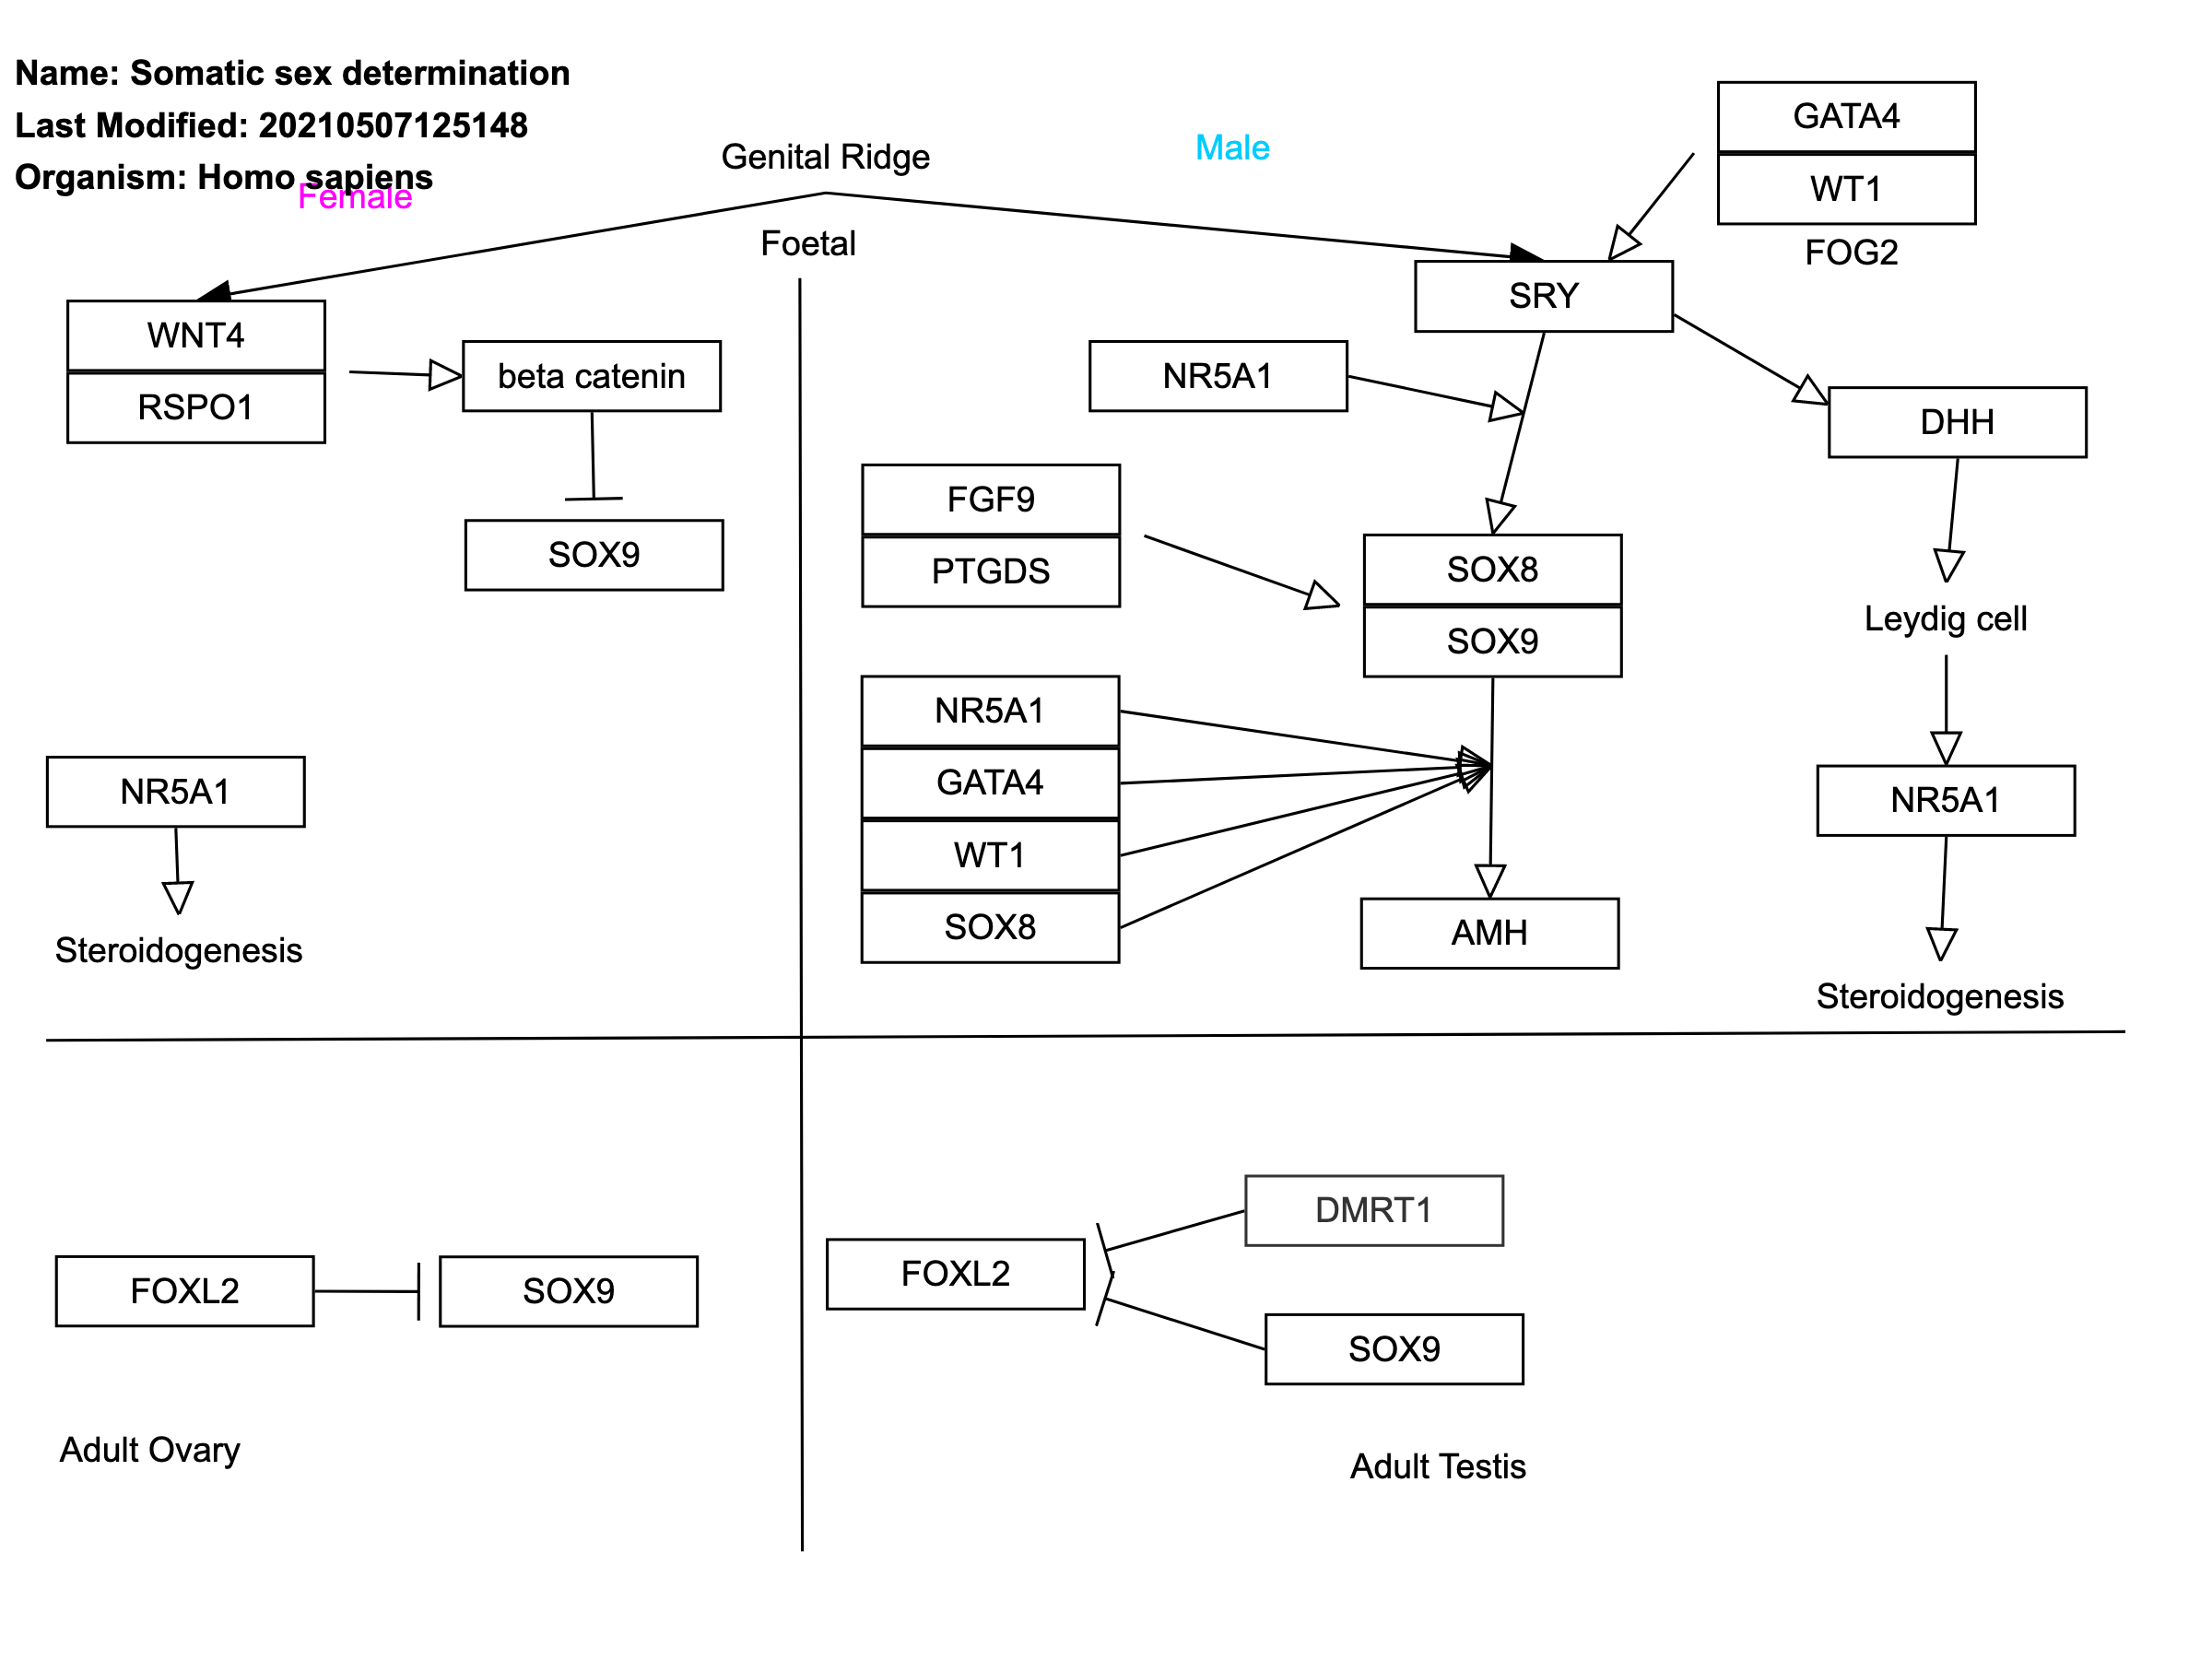 Name: Somatic sex determination
Last Modified: 20210507125148
Organism: Homo sapiens
Female
Genital Ridge
Male
Foetal
GATA4
WT1
FOG2
SRY
WNT4
RSPO1
beta catenin
SOX9
NR5A1
DHH
FGF9
PTGDS
SOX8
SOX9
Leydig cell
NR5A1
GATA4
WT1
SOX8
AMH
NR5A1
Steroidogenesis
NR5A1
Steroidogenesis
FOXL2
SOX9
FOXL2
DMRT1
SOX9
Adult Ovary
Adult Testis